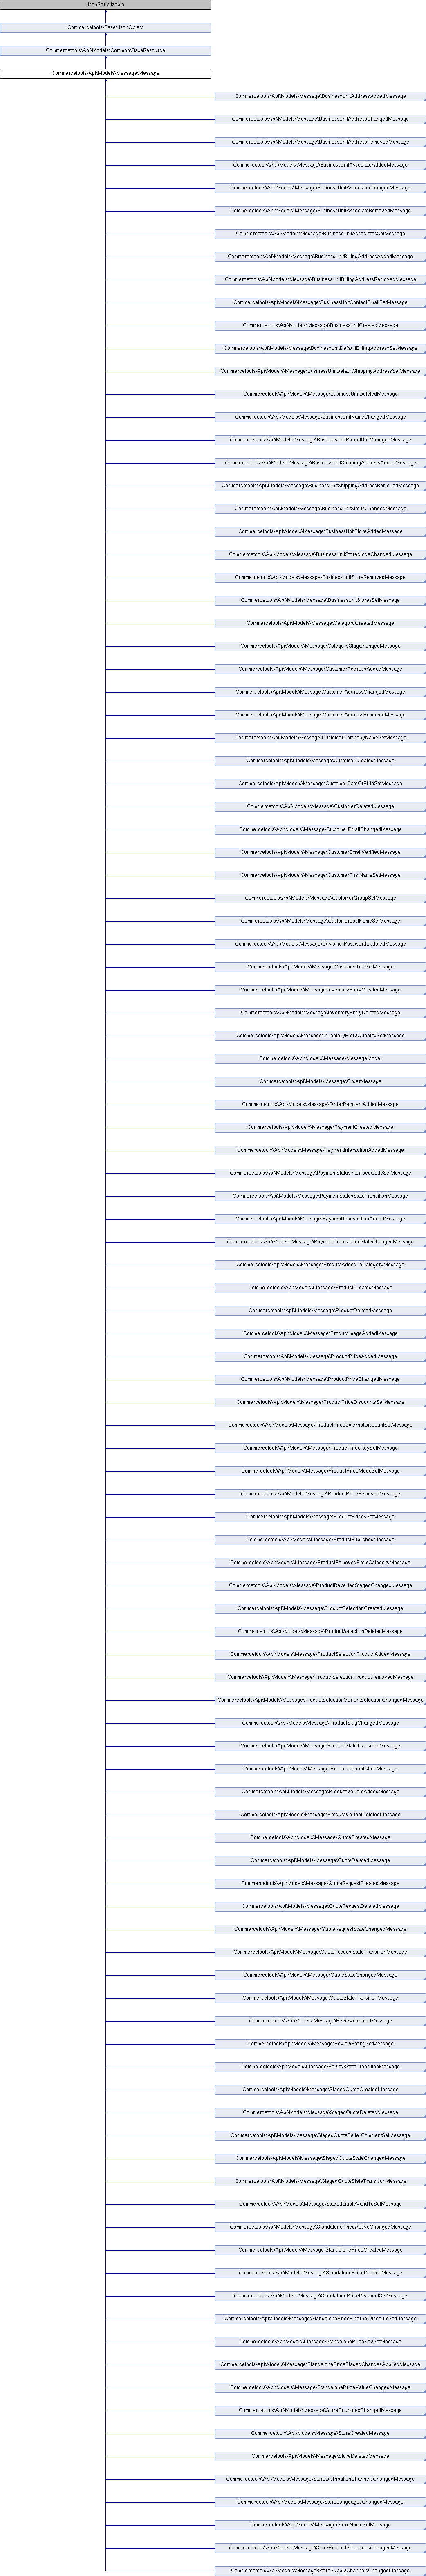 JsonSerializable
Commercetools\Base\JsonObject
Commercetools\Api\Models\Common\BaseResource
Commercetools\Api\Models\Message\Message
Commercetools\Api\Models\Message\BusinessUnitAddressAddedMessage
Commercetools\Api\Models\Message\BusinessUnitAddressChangedMessage
Commercetools\Api\Models\Message\BusinessUnitAddressRemovedMessage
Commercetools\Api\Models\Message\BusinessUnitAssociateAddedMessage
Commercetools\Api\Models\Message\BusinessUnitAssociateChangedMessage
Commercetools\Api\Models\Message\BusinessUnitAssociateRemovedMessage
Commercetools\Api\Models\Message\BusinessUnitAssociatesSetMessage
Commercetools\Api\Models\Message\BusinessUnitBillingAddressAddedMessage
Commercetools\Api\Models\Message\BusinessUnitBillingAddressRemovedMessage
Commercetools\Api\Models\Message\BusinessUnitContactEmailSetMessage
Commercetools\Api\Models\Message\BusinessUnitCreatedMessage
Commercetools\Api\Models\Message\BusinessUnitDefaultBillingAddressSetMessage
Commercetools\Api\Models\Message\BusinessUnitDefaultShippingAddressSetMessage
Commercetools\Api\Models\Message\BusinessUnitDeletedMessage
Commercetools\Api\Models\Message\BusinessUnitNameChangedMessage
Commercetools\Api\Models\Message\BusinessUnitParentUnitChangedMessage
Commercetools\Api\Models\Message\BusinessUnitShippingAddressAddedMessage
Commercetools\Api\Models\Message\BusinessUnitShippingAddressRemovedMessage
Commercetools\Api\Models\Message\BusinessUnitStatusChangedMessage
Commercetools\Api\Models\Message\BusinessUnitStoreAddedMessage
Commercetools\Api\Models\Message\BusinessUnitStoreModeChangedMessage
Commercetools\Api\Models\Message\BusinessUnitStoreRemovedMessage
Commercetools\Api\Models\Message\BusinessUnitStoresSetMessage
Commercetools\Api\Models\Message\CategoryCreatedMessage
Commercetools\Api\Models\Message\CategorySlugChangedMessage
Commercetools\Api\Models\Message\CustomerAddressAddedMessage
Commercetools\Api\Models\Message\CustomerAddressChangedMessage
Commercetools\Api\Models\Message\CustomerAddressRemovedMessage
Commercetools\Api\Models\Message\CustomerCompanyNameSetMessage
Commercetools\Api\Models\Message\CustomerCreatedMessage
Commercetools\Api\Models\Message\CustomerDateOfBirthSetMessage
Commercetools\Api\Models\Message\CustomerDeletedMessage
Commercetools\Api\Models\Message\CustomerEmailChangedMessage
Commercetools\Api\Models\Message\CustomerEmailVerifiedMessage
Commercetools\Api\Models\Message\CustomerFirstNameSetMessage
Commercetools\Api\Models\Message\CustomerGroupSetMessage
Commercetools\Api\Models\Message\CustomerLastNameSetMessage
Commercetools\Api\Models\Message\CustomerPasswordUpdatedMessage
Commercetools\Api\Models\Message\CustomerTitleSetMessage
Commercetools\Api\Models\Message\InventoryEntryCreatedMessage
Commercetools\Api\Models\Message\InventoryEntryDeletedMessage
Commercetools\Api\Models\Message\InventoryEntryQuantitySetMessage
Commercetools\Api\Models\Message\MessageModel
Commercetools\Api\Models\Message\OrderMessage
Commercetools\Api\Models\Message\OrderPaymentAddedMessage
Commercetools\Api\Models\Message\PaymentCreatedMessage
Commercetools\Api\Models\Message\PaymentInteractionAddedMessage
Commercetools\Api\Models\Message\PaymentStatusInterfaceCodeSetMessage
Commercetools\Api\Models\Message\PaymentStatusStateTransitionMessage
Commercetools\Api\Models\Message\PaymentTransactionAddedMessage
Commercetools\Api\Models\Message\PaymentTransactionStateChangedMessage
Commercetools\Api\Models\Message\ProductAddedToCategoryMessage
Commercetools\Api\Models\Message\ProductCreatedMessage
Commercetools\Api\Models\Message\ProductDeletedMessage
Commercetools\Api\Models\Message\ProductImageAddedMessage
Commercetools\Api\Models\Message\ProductPriceAddedMessage
Commercetools\Api\Models\Message\ProductPriceChangedMessage
Commercetools\Api\Models\Message\ProductPriceDiscountsSetMessage
Commercetools\Api\Models\Message\ProductPriceExternalDiscountSetMessage
Commercetools\Api\Models\Message\ProductPriceKeySetMessage
Commercetools\Api\Models\Message\ProductPriceModeSetMessage
Commercetools\Api\Models\Message\ProductPriceRemovedMessage
Commercetools\Api\Models\Message\ProductPricesSetMessage
Commercetools\Api\Models\Message\ProductPublishedMessage
Commercetools\Api\Models\Message\ProductRemovedFromCategoryMessage
Commercetools\Api\Models\Message\ProductRevertedStagedChangesMessage
Commercetools\Api\Models\Message\ProductSelectionCreatedMessage
Commercetools\Api\Models\Message\ProductSelectionDeletedMessage
Commercetools\Api\Models\Message\ProductSelectionProductAddedMessage
Commercetools\Api\Models\Message\ProductSelectionProductRemovedMessage
Commercetools\Api\Models\Message\ProductSelectionVariantSelectionChangedMessage
Commercetools\Api\Models\Message\ProductSlugChangedMessage
Commercetools\Api\Models\Message\ProductStateTransitionMessage
Commercetools\Api\Models\Message\ProductUnpublishedMessage
Commercetools\Api\Models\Message\ProductVariantAddedMessage
Commercetools\Api\Models\Message\ProductVariantDeletedMessage
Commercetools\Api\Models\Message\QuoteCreatedMessage
Commercetools\Api\Models\Message\QuoteDeletedMessage
Commercetools\Api\Models\Message\QuoteRequestCreatedMessage
Commercetools\Api\Models\Message\QuoteRequestDeletedMessage
Commercetools\Api\Models\Message\QuoteRequestStateChangedMessage
Commercetools\Api\Models\Message\QuoteRequestStateTransitionMessage
Commercetools\Api\Models\Message\QuoteStateChangedMessage
Commercetools\Api\Models\Message\QuoteStateTransitionMessage
Commercetools\Api\Models\Message\ReviewCreatedMessage
Commercetools\Api\Models\Message\ReviewRatingSetMessage
Commercetools\Api\Models\Message\ReviewStateTransitionMessage
Commercetools\Api\Models\Message\StagedQuoteCreatedMessage
Commercetools\Api\Models\Message\StagedQuoteDeletedMessage
Commercetools\Api\Models\Message\StagedQuoteSellerCommentSetMessage
Commercetools\Api\Models\Message\StagedQuoteStateChangedMessage
Commercetools\Api\Models\Message\StagedQuoteStateTransitionMessage
Commercetools\Api\Models\Message\StagedQuoteValidToSetMessage
Commercetools\Api\Models\Message\StandalonePriceActiveChangedMessage
Commercetools\Api\Models\Message\StandalonePriceCreatedMessage
Commercetools\Api\Models\Message\StandalonePriceDeletedMessage
Commercetools\Api\Models\Message\StandalonePriceDiscountSetMessage
Commercetools\Api\Models\Message\StandalonePriceExternalDiscountSetMessage
Commercetools\Api\Models\Message\StandalonePriceKeySetMessage
Commercetools\Api\Models\Message\StandalonePriceStagedChangesAppliedMessage
Commercetools\Api\Models\Message\StandalonePriceValueChangedMessage
Commercetools\Api\Models\Message\StoreCountriesChangedMessage
Commercetools\Api\Models\Message\StoreCreatedMessage
Commercetools\Api\Models\Message\StoreDeletedMessage
Commercetools\Api\Models\Message\StoreDistributionChannelsChangedMessage
Commercetools\Api\Models\Message\StoreLanguagesChangedMessage
Commercetools\Api\Models\Message\StoreNameSetMessage
Commercetools\Api\Models\Message\StoreProductSelectionsChangedMessage
Commercetools\Api\Models\Message\StoreSupplyChannelsChangedMessage